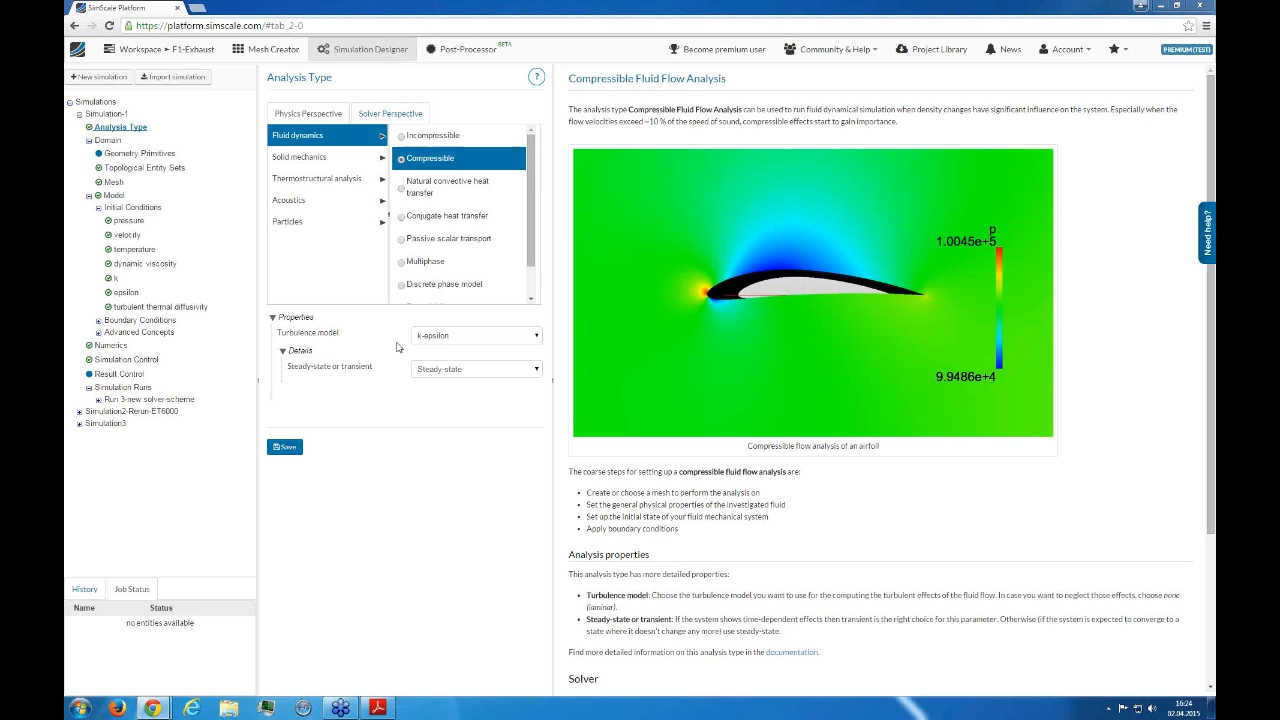 SimScale Platform
https://platform.simscale.com/#tab_2-0
Workspace ▸ F1-Exhaust
Mesh Creator
Simulation Designer
Post-Processor BETA
Become premium user
Community & Help
Project Library
News
Account
PREMIUM (TEST)
New simulation
Import simulation
Simulations
Simulation-1
Analysis Type
Domain
Geometry Primitives
Topological Entity Sets
Mesh
Model
Initial Conditions
pressure
velocity
temperature
dynamic viscosity
k
epsilon
turbulent thermal diffusivity
Boundary Conditions
Advanced Concepts
Numerics
Simulation Control
Result Control
Simulation Runs
Run 3-new solver-scheme
Simulation2-Rerun-ET6000
Simulation3
History
Job Status
Name Status
no entities available
Analysis Type
?
Physics Perspective
Solver Perspective
Fluid dynamics
Solid mechanics
Thermostructural analysis
Acoustics
Particles
Incompressible
Compressible
Natural convective heat
transfer
Conjugate heat transfer
Passive scalar transport
Multiphase
Discrete phase model
Properties
Turbulence model
k-epsilon
Details
Steady-state or transient
Steady-state
Save
Compressible Fluid Flow Analysis
The analysis type Compressible Fluid Flow Analysis can be used to run fluid dynamical simulation when density changes have significant influence on the system. Especially when the
flow velocities exceed ~10 % of the speed of sound, compressible effects start to gain importance.
p
1.0045e+5
9.9486e+4
Compressible flow analysis of an airfoil
The coarse steps for setting up a compressible fluid flow analysis are:
• Create or choose a mesh to perform the analysis on
• Set the general physical properties of the investigated fluid
• Set up the initial state of your fluid mechanical system
• Apply boundary conditions
Analysis properties
This analysis type has more detailed properties:
• Turbulence model: Choose the turbulence model you want to use for the computing the turbulent effects of the fluid flow. In case you want to neglect those effects, choose none
(laminar).
• Steady-state or transient: If the system shows time-dependent effects then transient is the right choice for this parameter. Otherwise (if the system is expected to converge to a
state where it doesn't change any more) use steady-state.
Find more detailed information on this analysis type in the documentation.
Solver
Need help?
16:24
02.04.2015